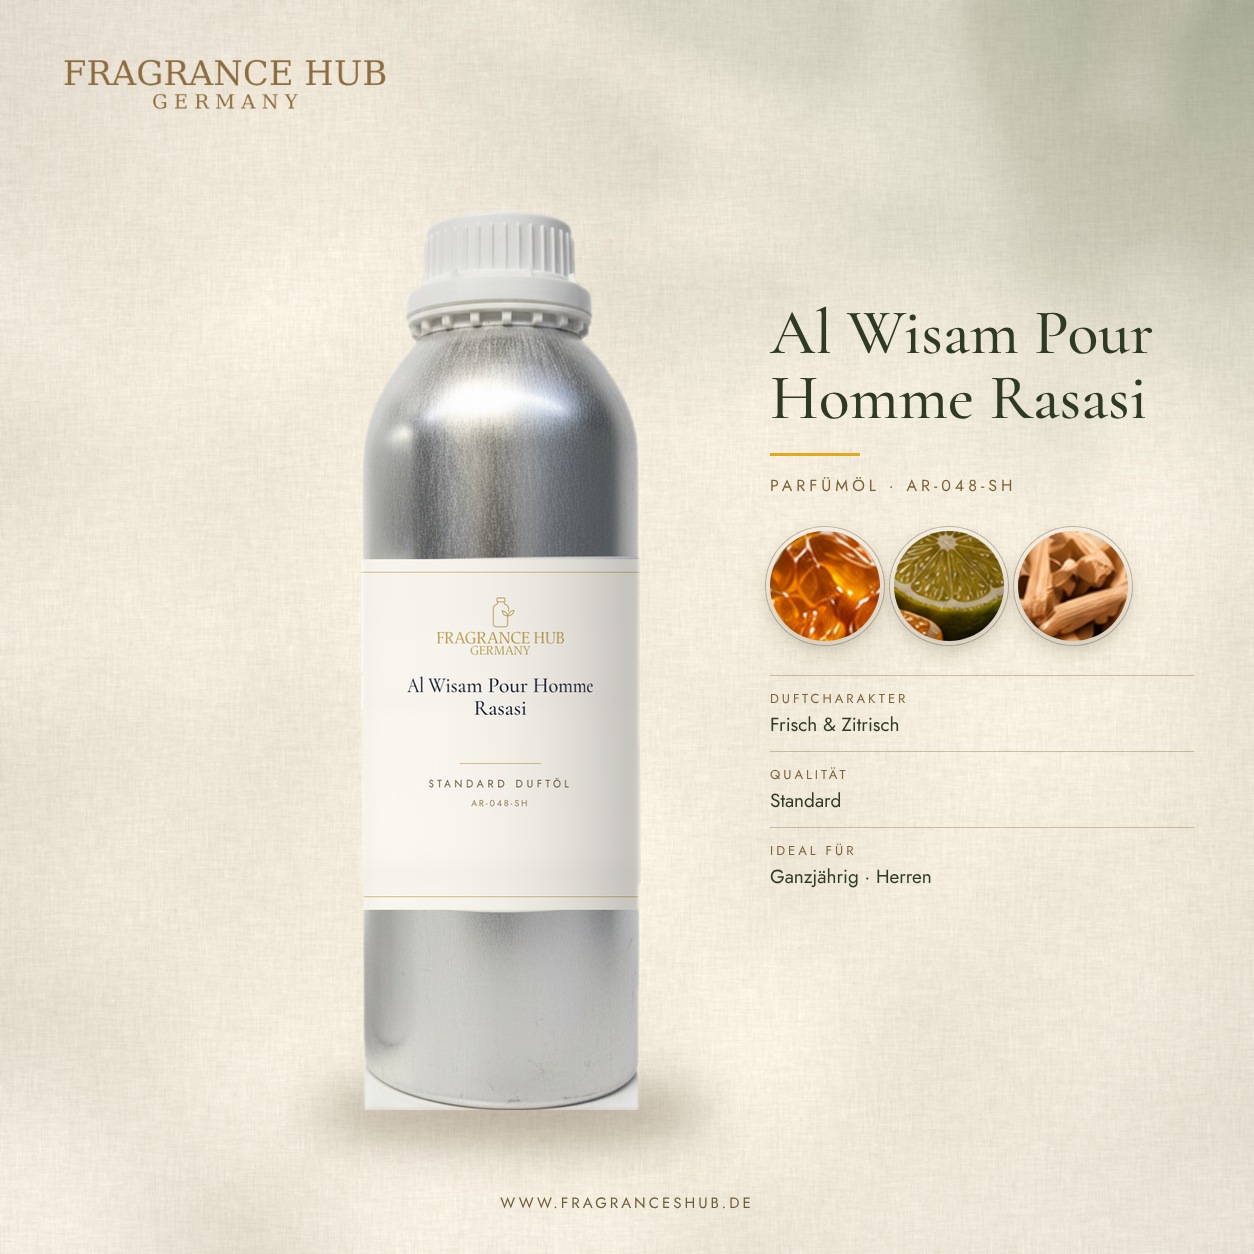 FRAGRANCE HUB
GERMANY
Al Wisam Pour
Homme Rasasi
PARFÜMÖL · AR-048-SH
DUFTCHARAKTER
Frisch & Zitrisch
QUALITÄT
Standard
IDEAL FÜR
Ganzjährig · Herren
FRAGRANCE HUB
GERMANY
Al Wisam Pour Homme
Rasasi
STANDARD DUFTÖL
AR-048-SH
WWW.FRAGRANCESHUB.DE